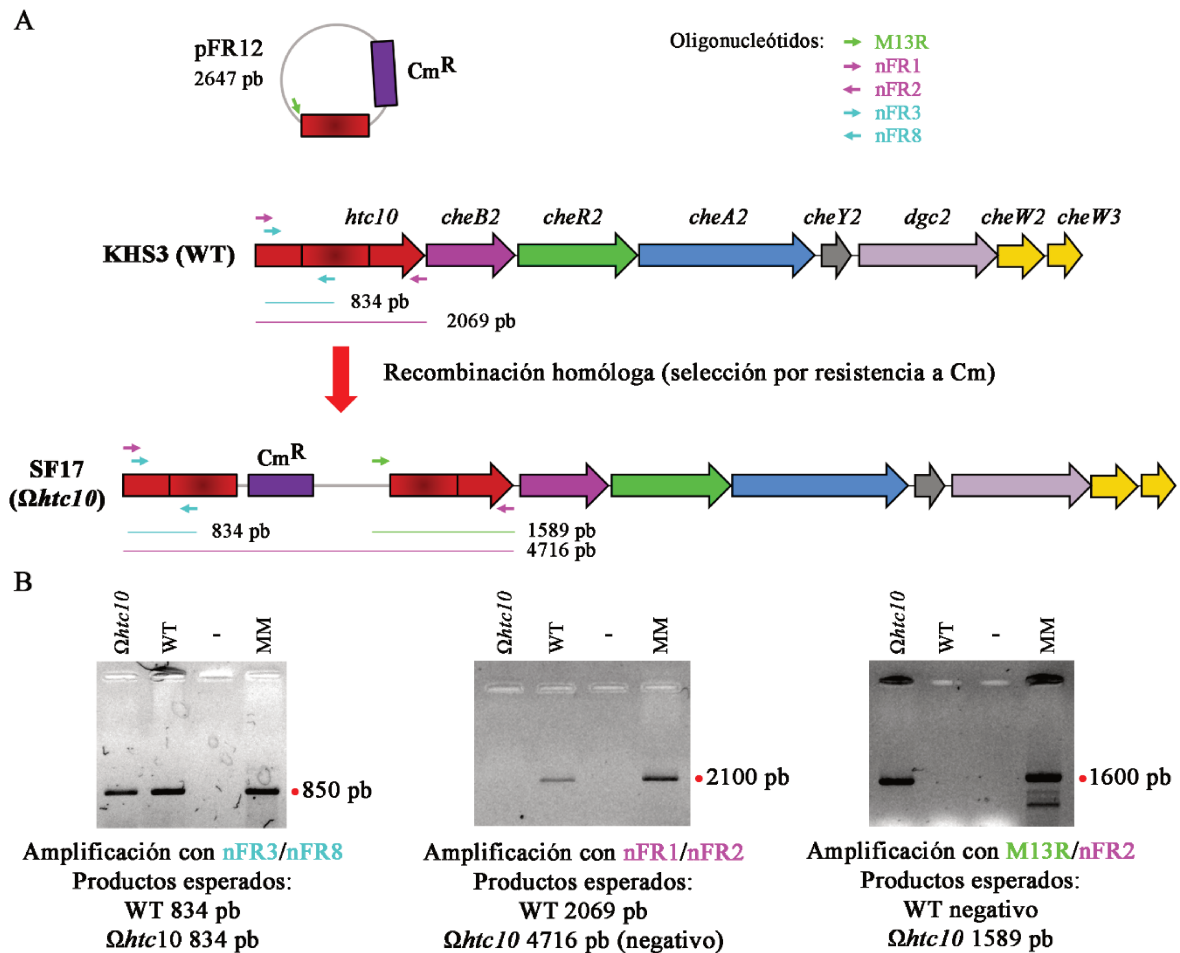 A
pFR12
2647 pb
CmR
Oligonucleótidos:
M13R
nFR1
nFR2
nFR3
nFR8
htc10 cheB2 cheR2 cheA2 cheY2 dgc2 cheW2 cheW3
KHS3 (WT)
834 pb
2069 pb
Recombinación homóloga (selección por resistencia a Cm)
SF17
(Ωhtc10)
CmR
834 pb
1589 pb
4716 pb
B
Ωhtc10 WT - MM
850 pb
Amplificación con nFR3/nFR8
Productos esperados:
WT 834 pb
Ωhtc10 834 pb
Ωhtc10 WT - MM
2100 pb
Amplificación con nFR1/nFR2
Productos esperados:
WT 2069 pb
Ωhtc10 4716 pb (negativo)
Ωhtc10 WT - MM
1600 pb
Amplificación con M13R/nFR2
Productos esperados:
WT negativo
Ωhtc10 1589 pb